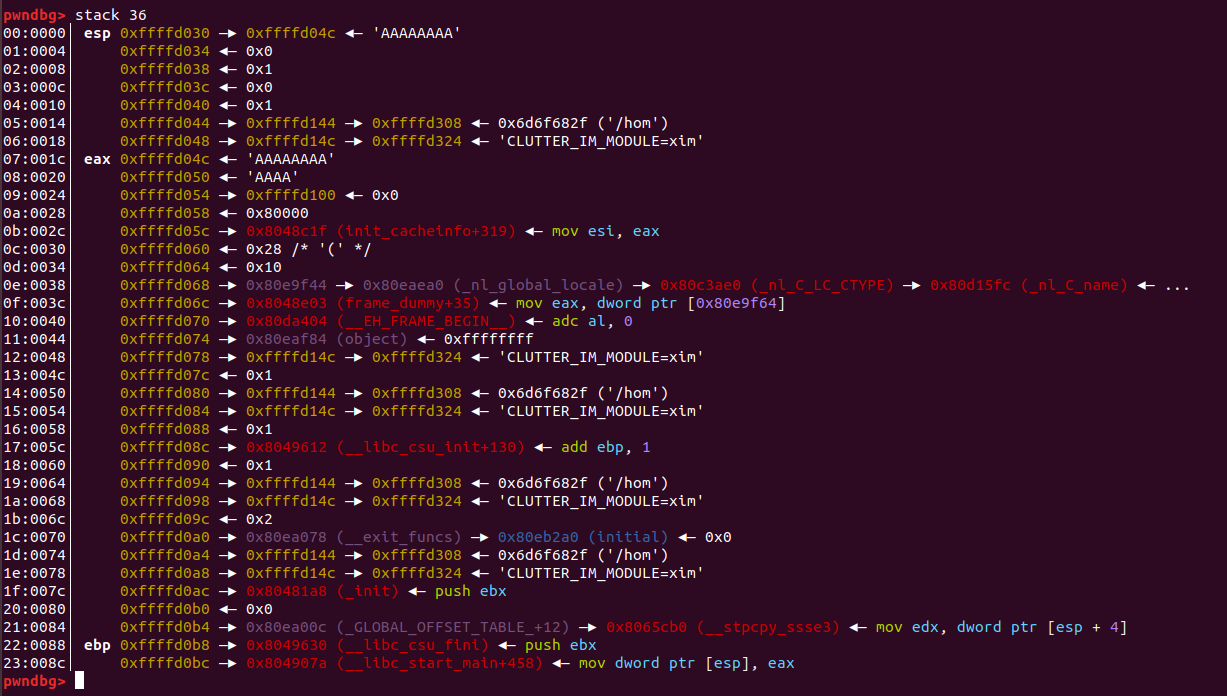 pwndbg> stack 36
00:0000│ esp 0xffffd030 —▸ 0xffffd04c ◂— 'AAAAAAAA'
01:0004│     0xffffd034 ◂— 0x0
02:0008│     0xffffd038 ◂— 0x1
03:000c│     0xffffd03c ◂— 0x0
04:0010│     0xffffd040 ◂— 0x1
05:0014│     0xffffd044 —▸ 0xffffd144 —▸ 0xffffd308 ◂— 0x6d6f682f ('/hom')
06:0018│     0xffffd048 —▸ 0xffffd14c —▸ 0xffffd324 ◂— 'CLUTTER_IM_MODULE=xim'
07:001c│ eax 0xffffd04c ◂— 'AAAAAAAA'
08:0020│     0xffffd050 ◂— 'AAAA'
09:0024│     0xffffd054 —▸ 0xffffd100 ◂— 0x0
0a:0028│     0xffffd058 ◂— 0x80000
0b:002c│     0xffffd05c —▸ 0x8048c1f (init_cacheinfo+319) ◂— mov esi, eax
0c:0030│     0xffffd060 ◂— 0x28 /* '(' */
0d:0034│     0xffffd064 ◂— 0x10
0e:0038│     0xffffd068 —▸ 0x80e9f44 —▸ 0x80eaea0 (_nl_global_locale) —▸ 0x80c3ae0 (_nl_C_LC_CTYPE) —▸ 0x80d15fc (_nl_C_name) ◂— ...
0f:003c│     0xffffd06c —▸ 0x8048e03 (frame_dummy+35) ◂— mov eax, dword ptr [0x80e9f64]
10:0040│     0xffffd070 —▸ 0x80da404 (__EH_FRAME_BEGIN__) ◂— adc al, 0
11:0044│     0xffffd074 —▸ 0x80eaf84 (object) ◂— 0xffffffff
12:0048│     0xffffd078 —▸ 0xffffd14c —▸ 0xffffd324 ◂— 'CLUTTER_IM_MODULE=xim'
13:004c│     0xffffd07c ◂— 0x1
14:0050│     0xffffd080 —▸ 0xffffd144 —▸ 0xffffd308 ◂— 0x6d6f682f ('/hom')
15:0054│     0xffffd084 —▸ 0xffffd14c —▸ 0xffffd324 ◂— 'CLUTTER_IM_MODULE=xim'
16:0058│     0xffffd088 ◂— 0x1
17:005c│     0xffffd08c —▸ 0x8049612 (__libc_csu_init+130) ◂— add ebp, 1
18:0060│     0xffffd090 ◂— 0x1
19:0064│     0xffffd094 —▸ 0xffffd144 —▸ 0xffffd308 ◂— 0x6d6f682f ('/hom')
1a:0068│     0xffffd098 —▸ 0xffffd14c —▸ 0xffffd324 ◂— 'CLUTTER_IM_MODULE=xim'
1b:006c│     0xffffd09c ◂— 0x2
1c:0070│     0xffffd0a0 —▸ 0x80ea078 (__exit_funcs) —▸ 0x80eb2a0 (initial) ◂— 0x0
1d:0074│     0xffffd0a4 —▸ 0xffffd144 —▸ 0xffffd308 ◂— 0x6d6f682f ('/hom')
1e:0078│     0xffffd0a8 —▸ 0xffffd14c —▸ 0xffffd324 ◂— 'CLUTTER_IM_MODULE=xim'
1f:007c│     0xffffd0ac —▸ 0x80481a8 (_init) ◂— push ebx
20:0080│     0xffffd0b0 ◂— 0x0
21:0084│     0xffffd0b4 —▸ 0x80ea00c (_GLOBAL_OFFSET_TABLE_+12) —▸ 0x8065cb0 (__stpcpy_ssse3) ◂— mov edx, dword ptr [esp + 4]
22:0088│ ebp 0xffffd0b8 —▸ 0x8049630 (__libc_csu_fini) ◂— push ebx
23:008c│     0xffffd0bc —▸ 0x804907a (__libc_start_main+458) ◂— mov dword ptr [esp], eax
pwndbg>